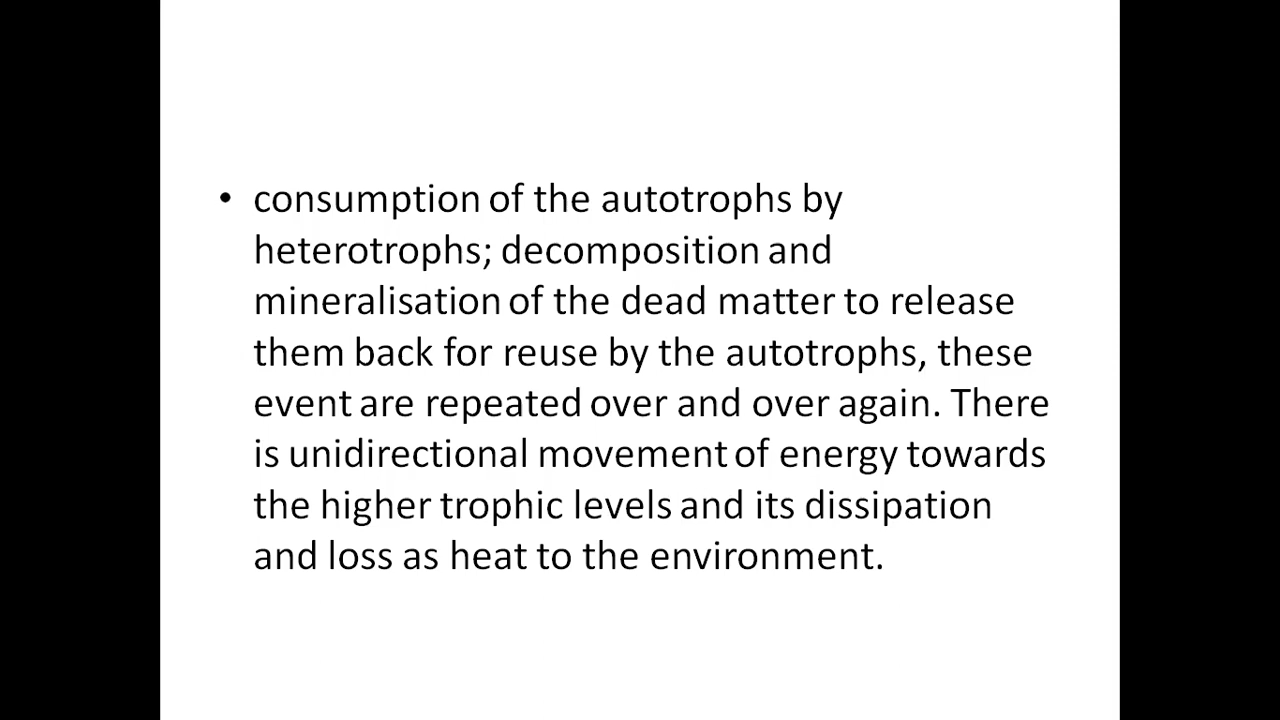 • consumption of the autotrophs by
heterotrophs; decomposition and
mineralisation of the dead matter to release
them back for reuse by the autotrophs, these
event are repeated over and over again. There
is unidirectional movement of energy towards
the higher trophic levels and its dissipation
and loss as heat to the environment.